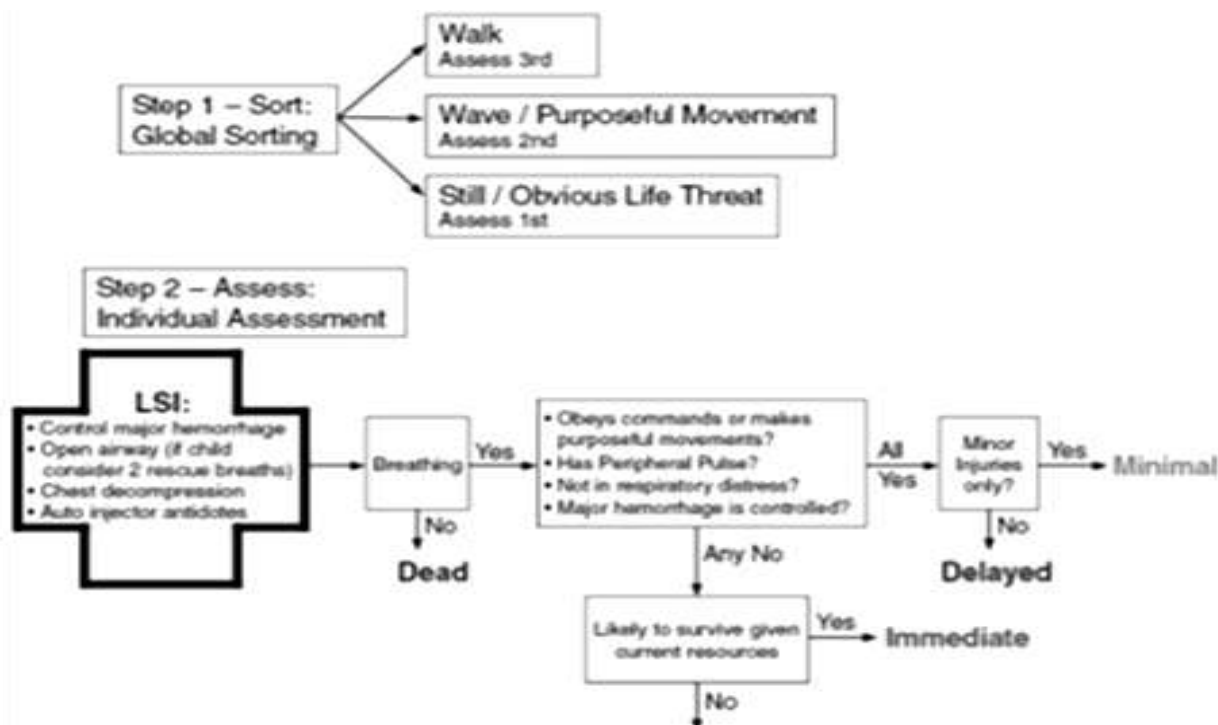 Walk
Assess 3rd
Step 1 – Sort:
Global Sorting
Wave / Purposeful Movement
Assess 2nd
Still / Obvious Life Threat
Assess 1st
Step 2 – Assess:
Individual Assessment
LSI:
• Control major hemorrhage
• Open airway (if child
consider 2 rescue breaths)
• Chest decompression
• Auto injector antidotes
Breathing
Yes
No
Dead
• Obeys commands or makes
purposeful movements?
• Has Peripheral Pulse?
• Not in respiratory distress?
• Major hemorrhage is controlled?
All
Yes
Minor
Injuries
only?
Yes
Minimal
No
Delayed
Any No
Likely to survive given
current resources
Yes
Immediate
No